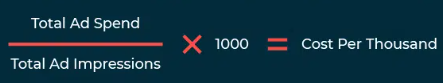 Total Ad Spend
Total Ad Impressions
× 1000 = Cost Per Thousand